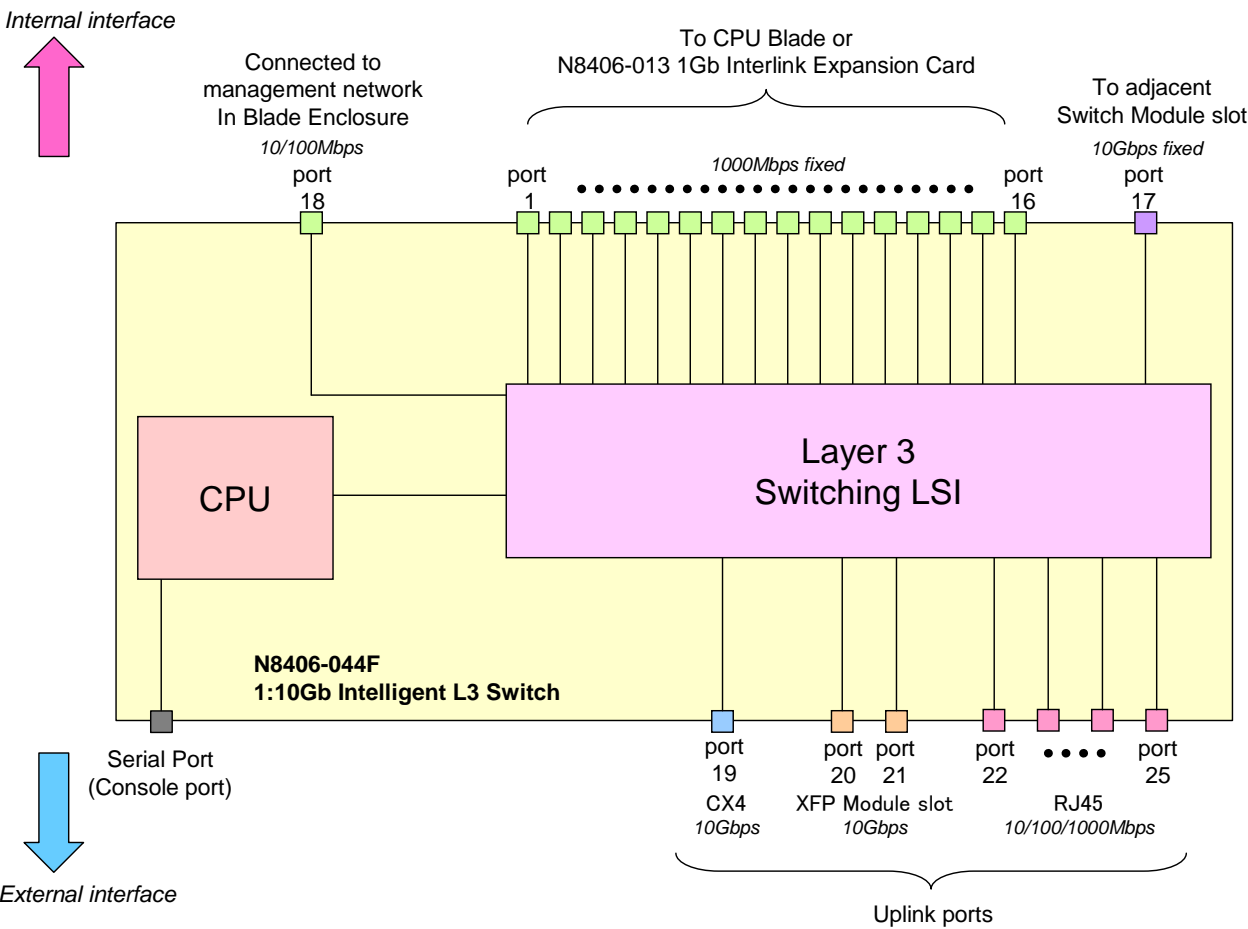 Internal interface
Connected to
management network
In Blade Enclosure
10/100Mbps
port
18
To CPU Blade or
N8406-013 1Gb Interlink Expansion Card
1000Mbps fixed
port
1
port
16
To adjacent
Switch Module slot
10Gbps fixed
port
17
CPU
Layer 3
Switching LSI
N8406-044F
1:10Gb Intelligent L3 Switch
Serial Port
(Console port)
port
19
CX4
10Gbps
port
20
port
21
XFP Module slot
10Gbps
port
22
port
25
RJ45
10/100/1000Mbps
External interface
Uplink ports